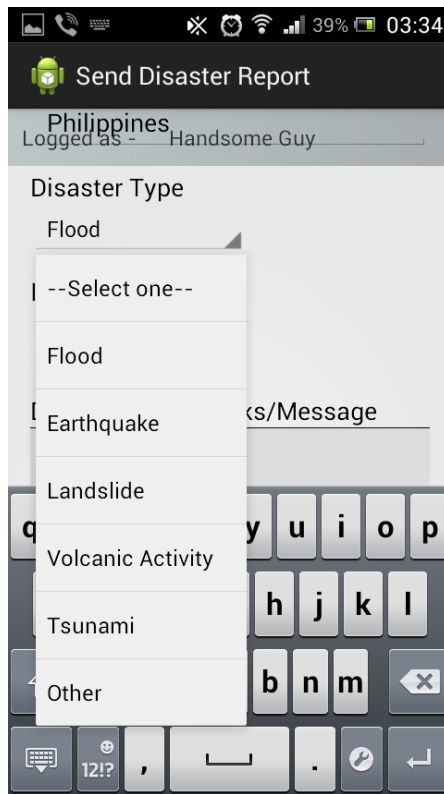 39% 03:34
Send Disaster Report
Philippines
Logged as - Handsome Guy
Disaster Type
Flood
--Select one--
Flood
ks/Message
Earthquake
Landslide
Volcanic Activity
Tsunami
Other
q y u i o p
h j k l
b n m
12!? , .